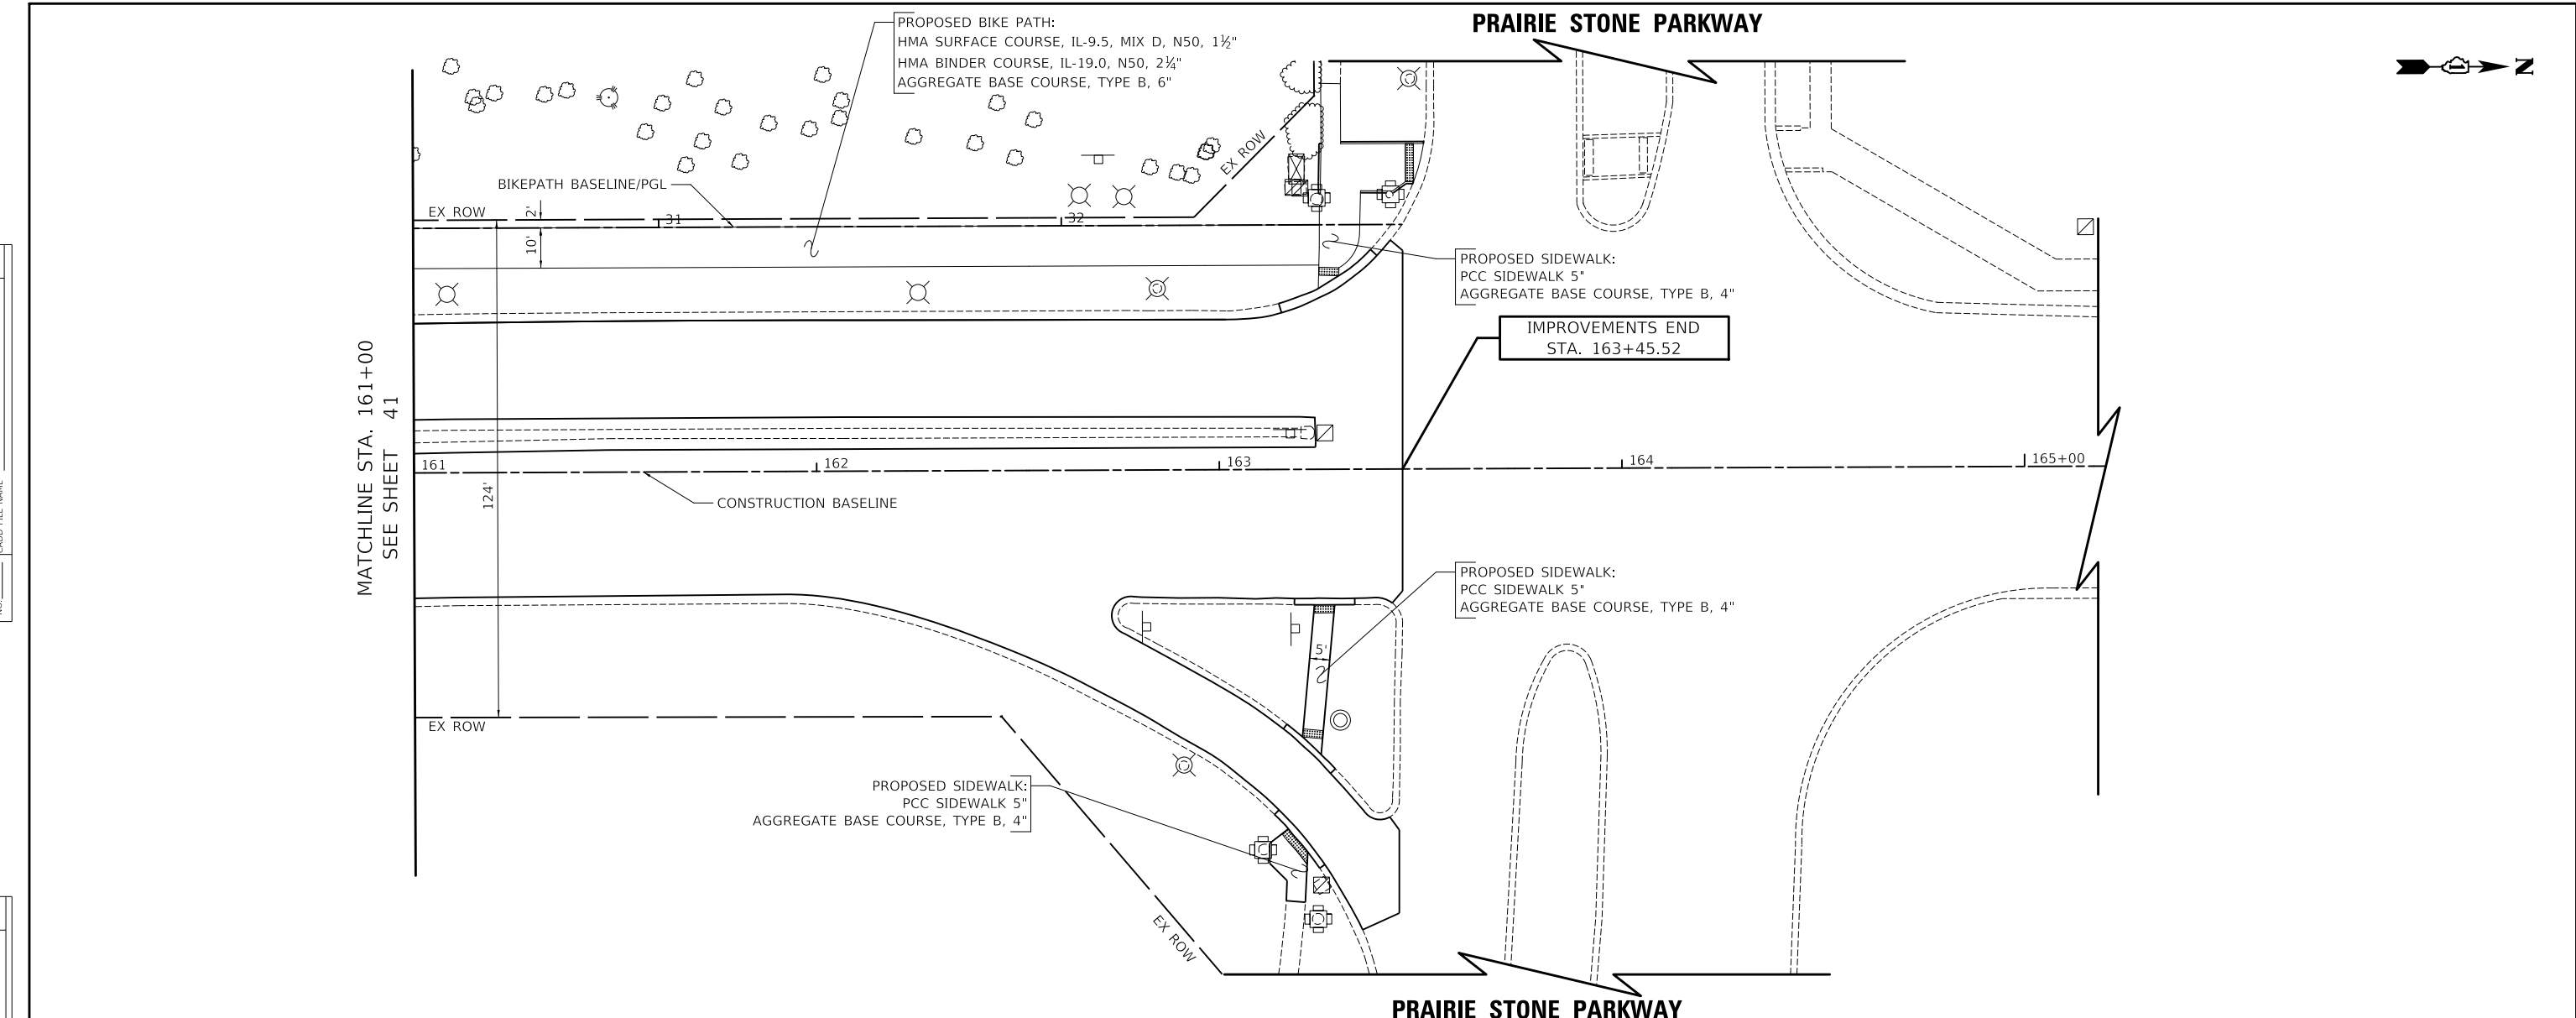 PRAIRIE STONE PARKWAY
PROPOSED BIKE PATH:
HMA SURFACE COURSE, IL-9.5, MIX D, N50, 1½"
HMA BINDER COURSE, IL-19.0, N50, 2¼"
AGGREGATE BASE COURSE, TYPE B, 6"
N
EX ROW
BIKEPATH BASELINE/PGL
EX ROW
2'
31
32
10'
PROPOSED SIDEWALK:
PCC SIDEWALK 5"
AGGREGATE BASE COURSE, TYPE B, 4"
IMPROVEMENTS END
STA. 163+45.52
MATCHLINE STA. 161+00
SEE SHEET 41
161
162
163
164
165+00
124'
CONSTRUCTION BASELINE
PROPOSED SIDEWALK:
PCC SIDEWALK 5"
AGGREGATE BASE COURSE, TYPE B, 4"
5'
EX ROW
PROPOSED SIDEWALK:
PCC SIDEWALK 5"
AGGREGATE BASE COURSE, TYPE B, 4"
EX ROW
PRAIRIE STONE PARKWAY
NO.